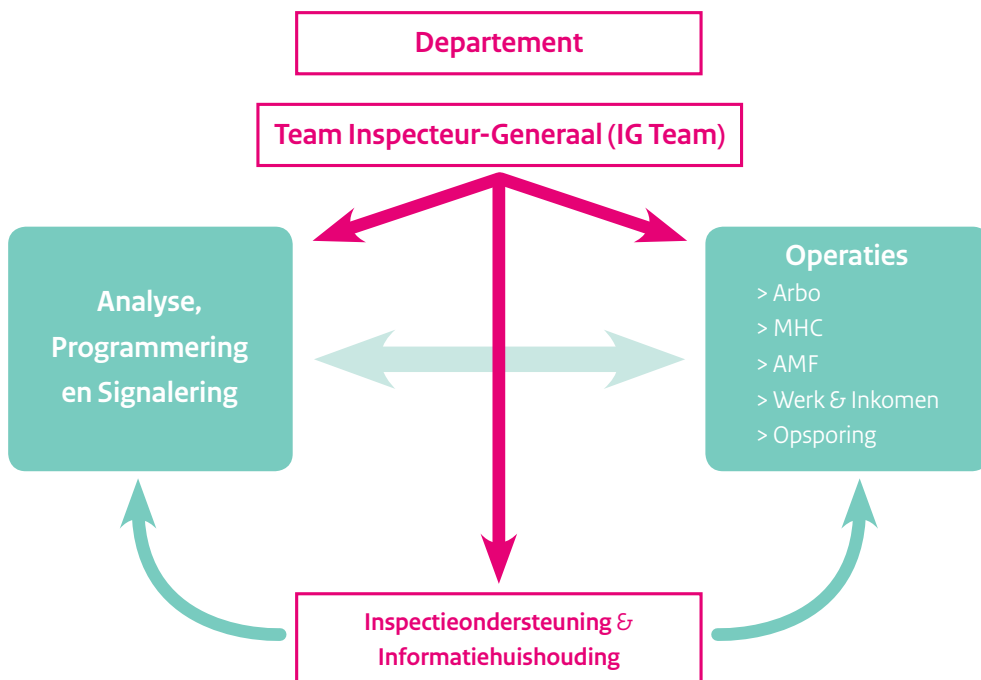 Departement
Team Inspecteur-Generaal (IG Team)
Analyse,
Programmering
en Signalering
Operaties
> Arbo
> MHC
> AMF
> Werk & Inkomen
> Opsporing
Inspectieondersteuning &
Informatiehuishouding